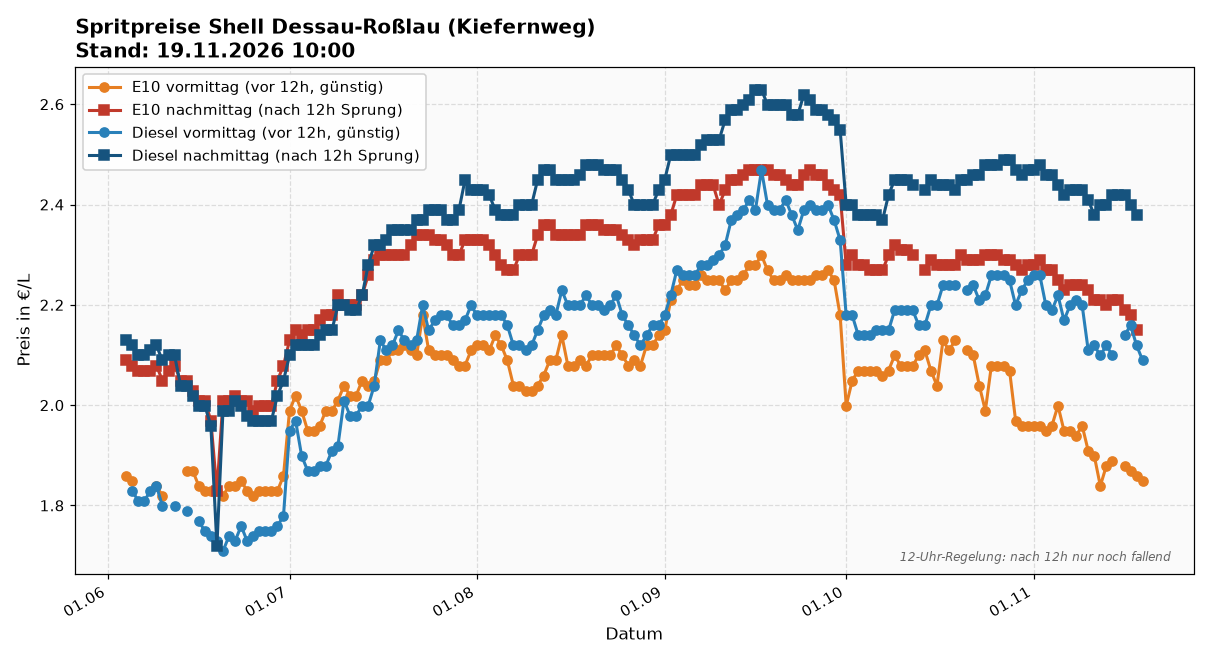 Spritpreise Shell Dessau-Roßlau (Kiefernweg)
Stand: 19.11.2026 10:00
E10 vormittag (vor 12h, günstig)
E10 nachmittag (nach 12h Sprung)
Diesel vormittag (vor 12h, günstig)
Diesel nachmittag (nach 12h Sprung)
Preis in €/L
2.6
2.4
2.2
2.0
1.8
12-Uhr-Regelung: nach 12h nur noch fallend
01.06
01.07
01.08
01.09
01.10
01.11
Datum